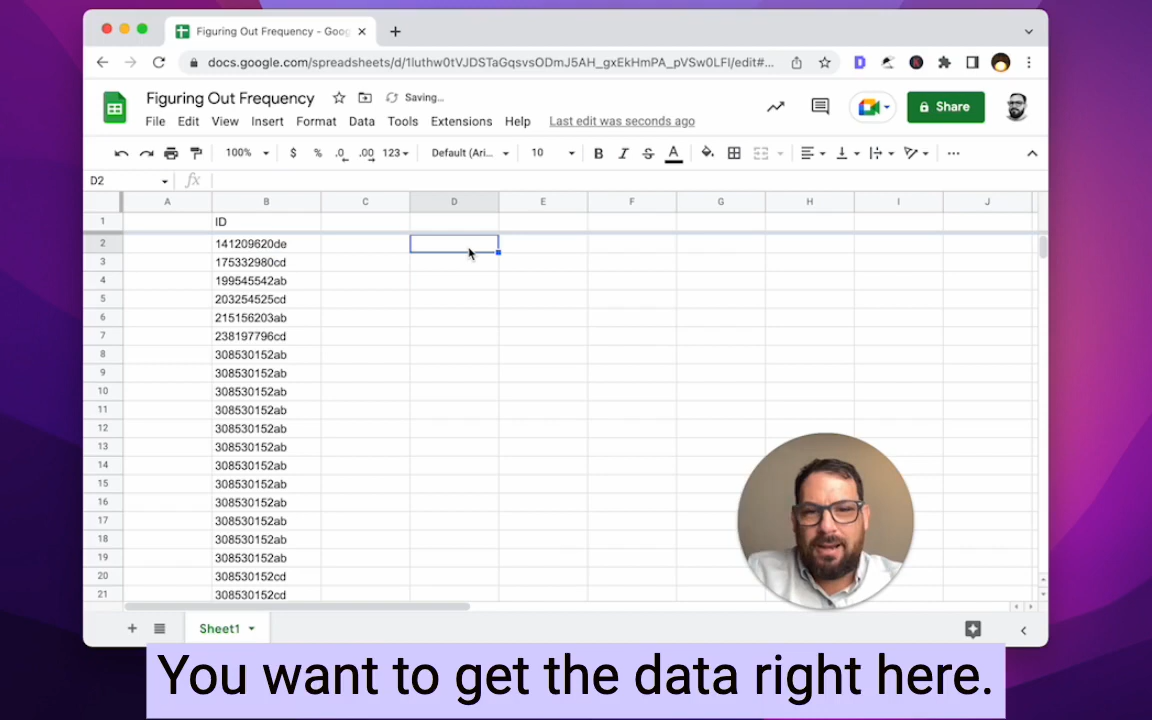 Figuring Out Frequency - Goog
docs.google.com/spreadsheets/d/1luthw0tVJDSTaGqsvsODmJ5AH_gxEkHmPA_pVSw0LFI/edit#...
Figuring Out Frequency Saving...
File Edit View Insert Format Data Tools Extensions Help Last edit was seconds ago
Share
100% $ % .0 .00 123 Default (Ari... 10 B I S A
D2 fx
A B C D E F G H I J
1 ID
2 141209620de
3 175332980cd
4 199545542ab
5 203254525cd
6 215156203ab
7 238197796cd
8 308530152ab
9 308530152ab
10 308530152ab
11 308530152ab
12 308530152ab
13 308530152ab
14 308530152ab
15 308530152ab
16 308530152ab
17 308530152ab
18 308530152ab
19 308530152ab
20 308530152cd
21 308530152cd
Sheet1
You want to get the data right here.